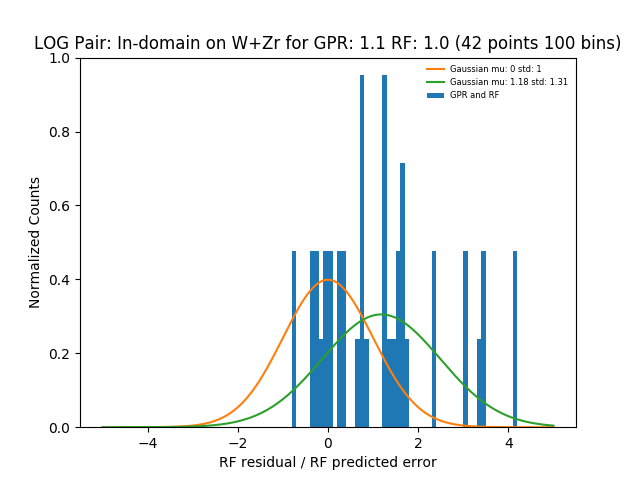 LOG Pair: In-domain on W+Zr for GPR: 1.1 RF: 1.0 (42 points 100 bins)
Gaussian mu: 0 std: 1
Gaussian mu: 1.18 std: 1.31
GPR and RF
Normalized Counts
1.0
0.8
0.6
0.4
0.2
0.0
−4
−2
0
2
4
RF residual / RF predicted error